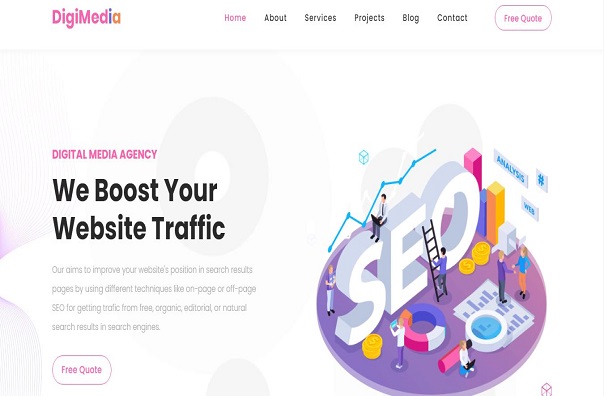 DigiMedia
Home About Services Projects Blog Contact Free Quote
DIGITAL MEDIA AGENCY
We Boost Your
Website Traffic
Our aims to improve your website's position in search results
pages by using different techniques like on-page or off-page
SEO for getting trafic from free, organic, editorial, or natural
search results in search engines.
Free Quote
ANALYSIS
#
WEB
SEO